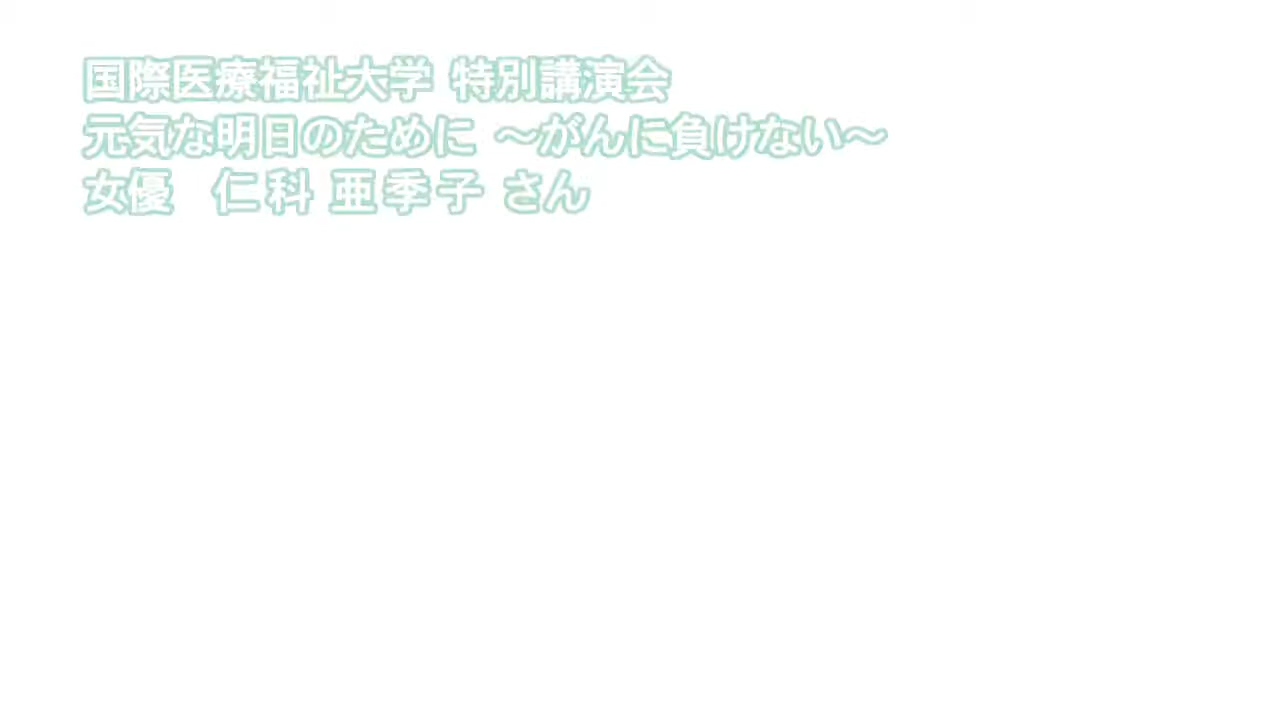 国際医療福祉大学 特別講演会
元気な明日のために ～がんに負けない～
女優　仁科 亜季子 さん